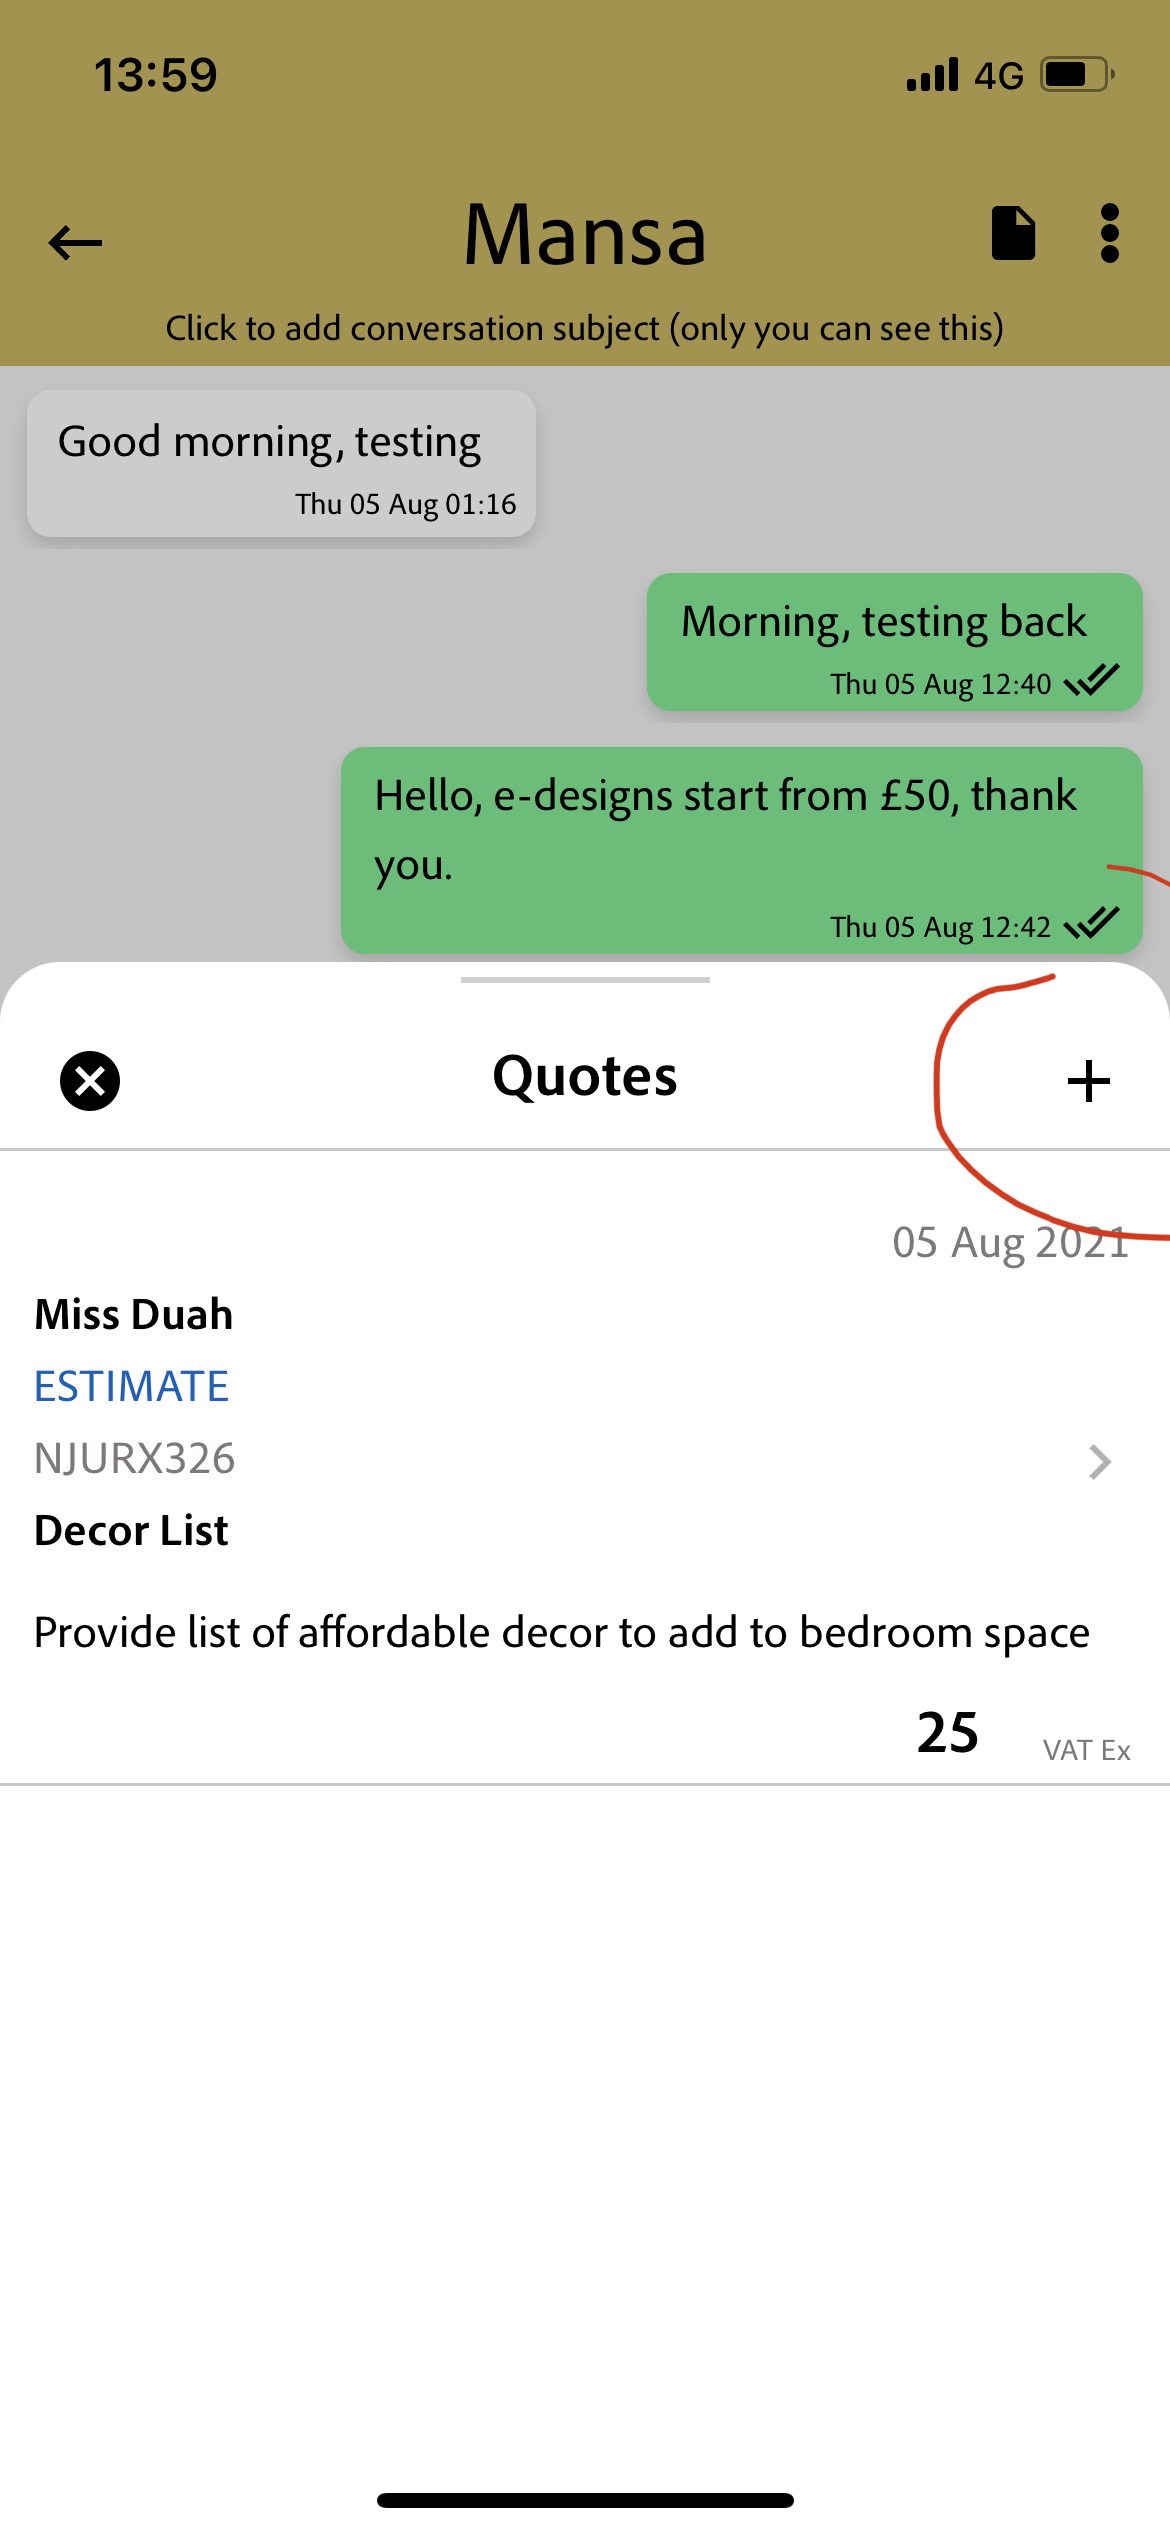 13:59
4G
Mansa
Click to add conversation subject (only you can see this)
Good morning, testing
Thu 05 Aug 01:16
Morning, testing back
Thu 05 Aug 12:40
Hello, e-designs start from £50, thank
you.
Thu 05 Aug 12:42
Quotes
05 Aug 2021
Miss Duah
ESTIMATE
NJURX326
Decor List
Provide list of affordable decor to add to bedroom space
25 VAT Ex